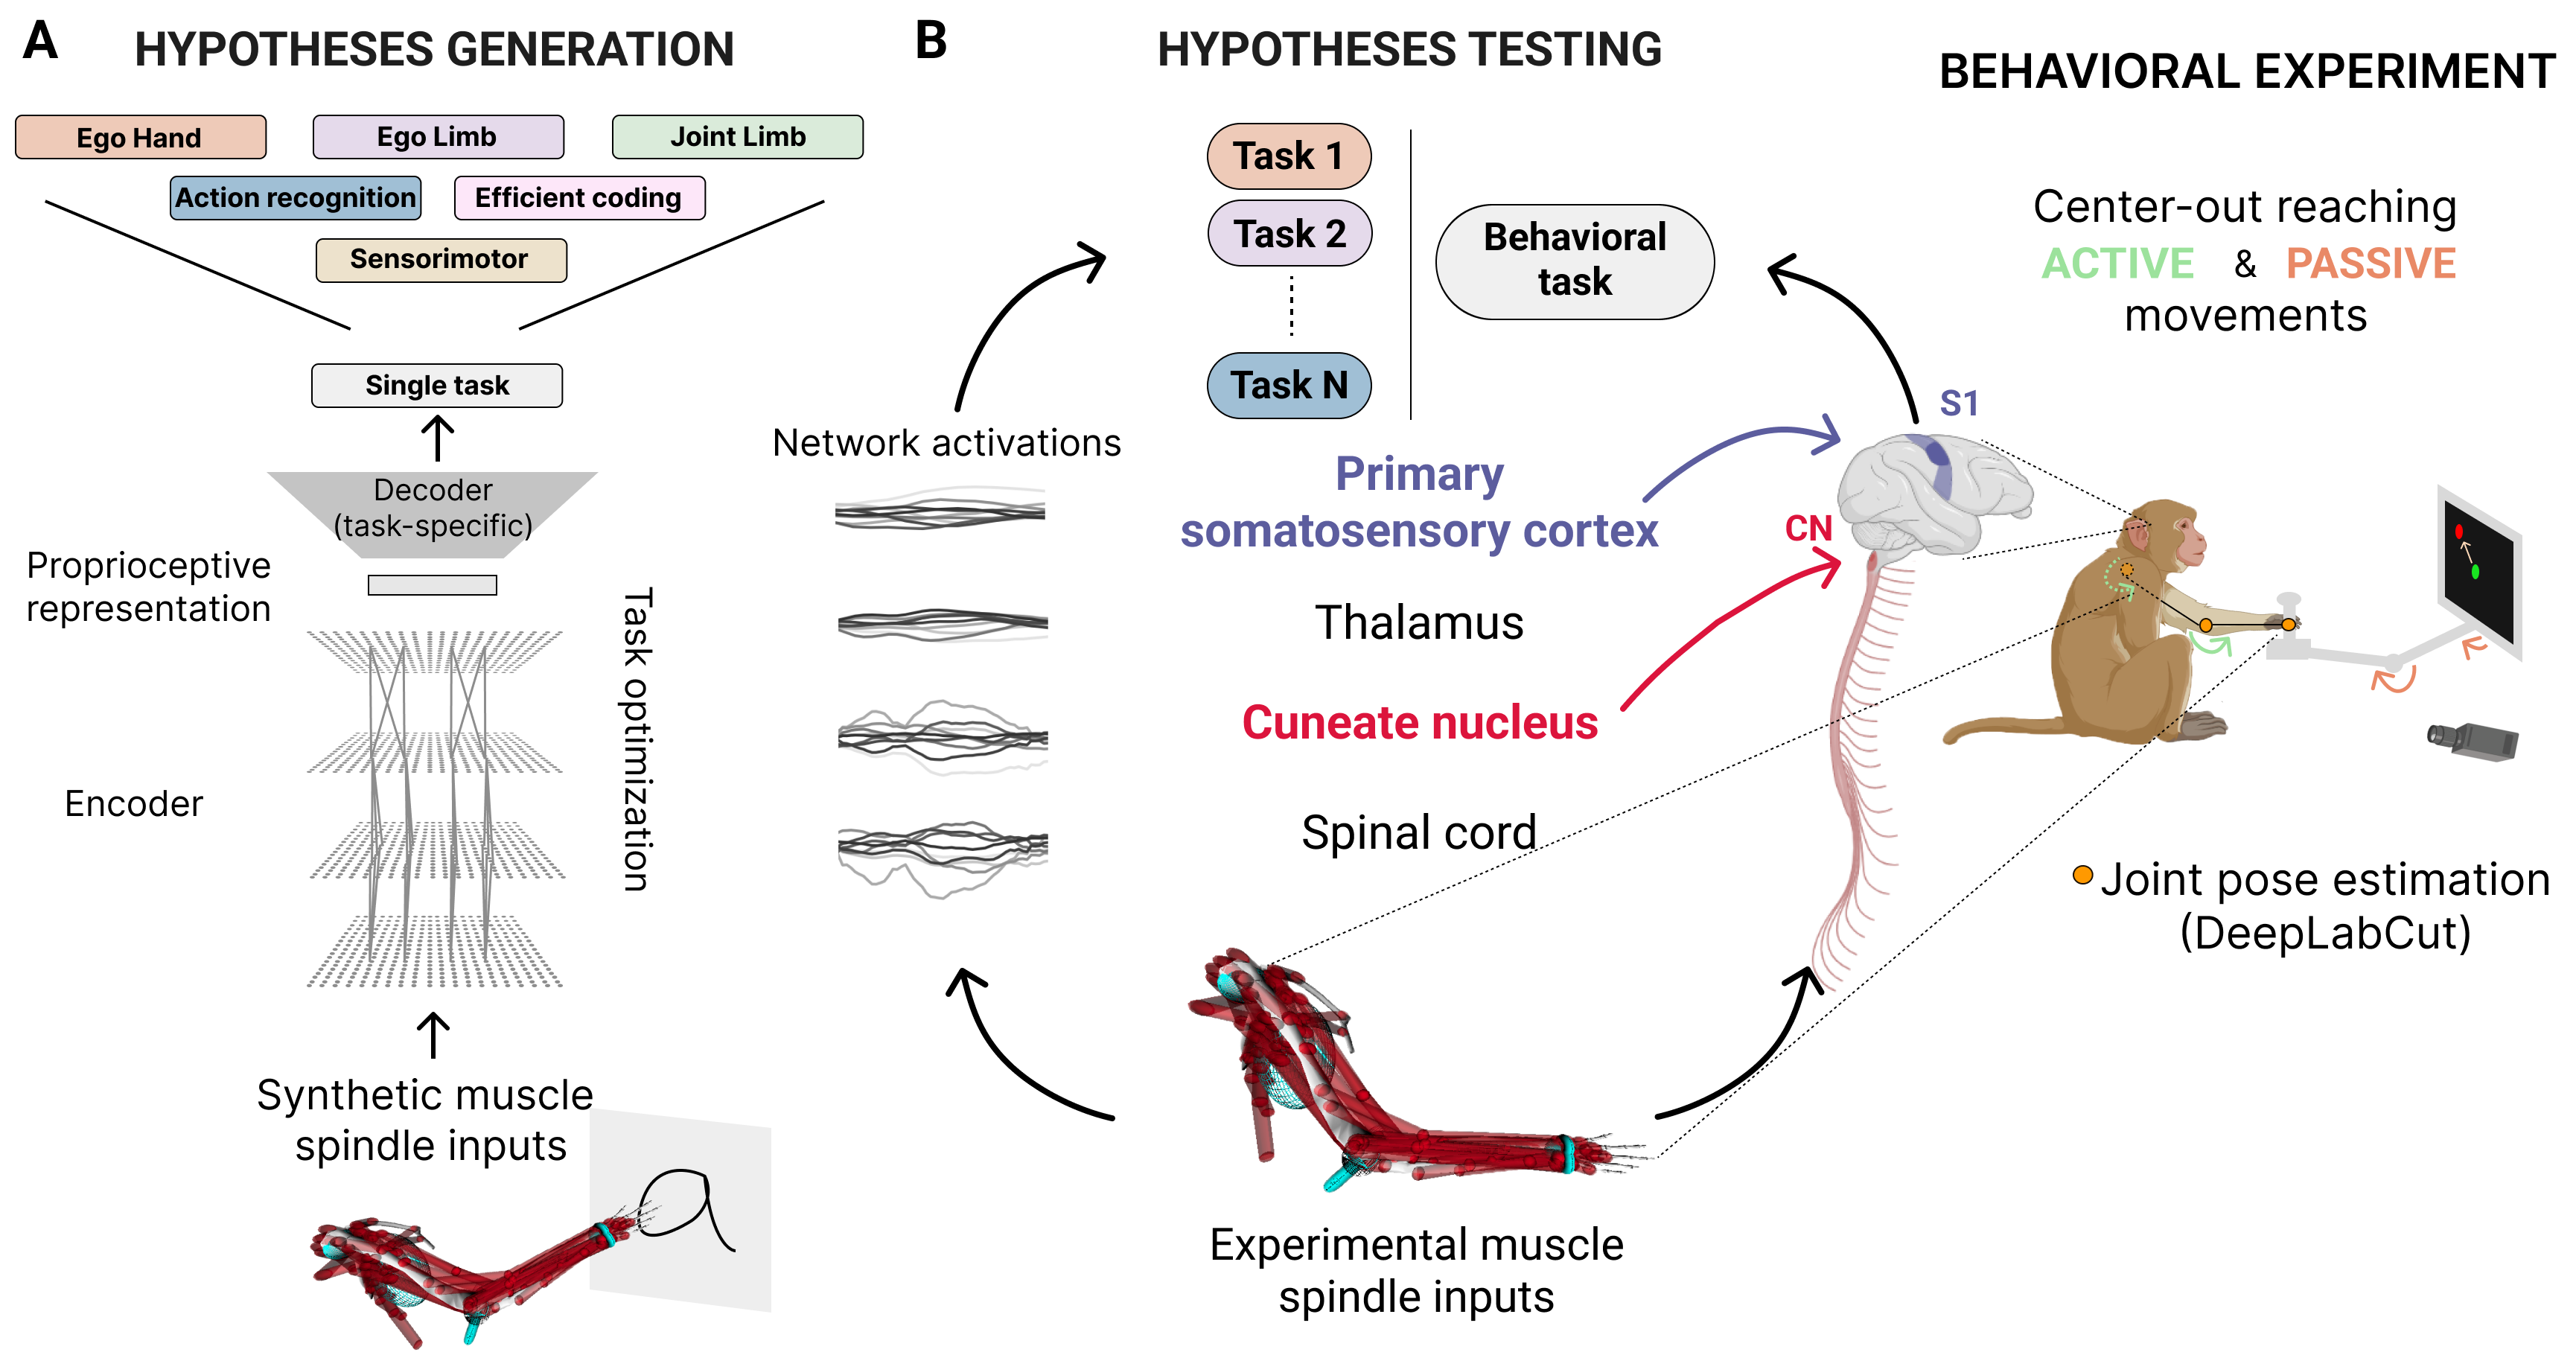 A
HYPOTHESES GENERATION
Ego Hand
Ego Limb
Joint Limb
Action recognition
Efficient coding
Sensorimotor
Single task
Decoder
(task-specific)
Proprioceptive
representation
Task optimization
Encoder
Synthetic muscle
spindle inputs
B
HYPOTHESES TESTING
Task 1
Task 2
Task N
Behavioral
task
Network activations
Primary
somatosensory cortex
Thalamus
Cuneate nucleus
Spinal cord
S1
CN
Experimental muscle
spindle inputs
BEHAVIORAL EXPERIMENT
Center-out reaching
ACTIVE & PASSIVE
movements
Joint pose estimation
(DeepLabCut)